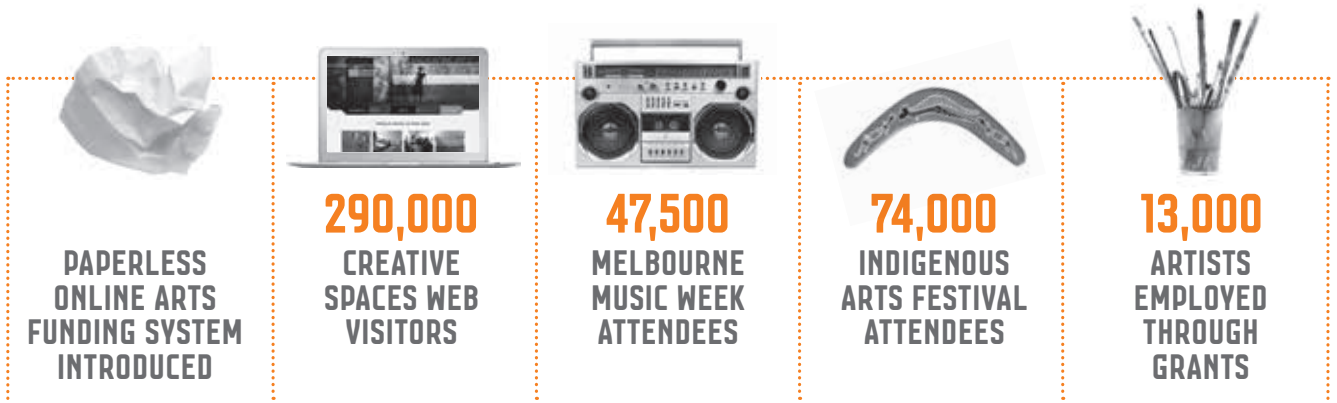 PAPERLESS
ONLINE ARTS
FUNDING SYSTEM
INTRODUCED
290,000
CREATIVE
SPACES WEB
VISITORS
47,500
MELBOURNE
MUSIC WEEK
ATTENDEES
74,000
INDIGENOUS
ARTS FESTIVAL
ATTENDEES
13,000
ARTISTS
EMPLOYED
THROUGH
GRANTS